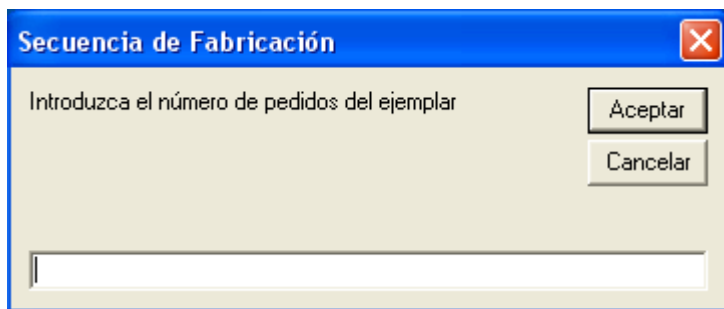 Secuencia de Fabricación
Introduzca el número de pedidos del ejemplar
Aceptar
Cancelar